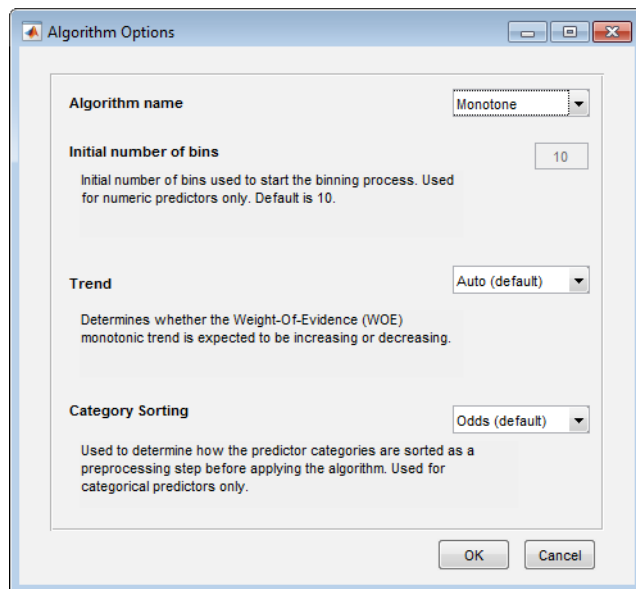 Algorithm Options
Algorithm name
Monotone
Initial number of bins
10
Initial number of bins used to start the binning process. Used
for numeric predictors only. Default is 10.
Trend
Auto (default)
Determines whether the Weight-Of-Evidence (WOE)
monotonic trend is expected to be increasing or decreasing.
Category Sorting
Odds (default)
Used to determine how the predictor categories are sorted as a
preprocessing step before applying the algorithm. Used for
categorical predictors only.
OK
Cancel